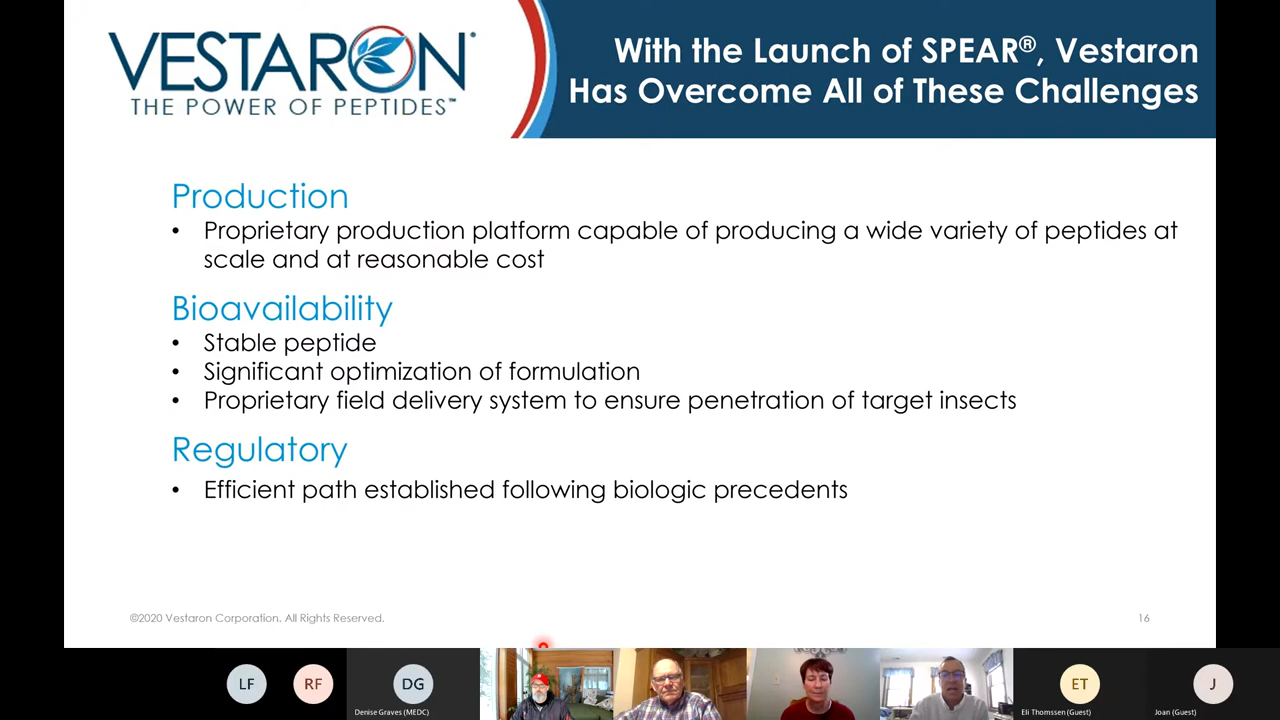 VESTARON
THE POWER OF PEPTIDES™
With the Launch of SPEAR®, Vestaron
Has Overcome All of These Challenges
Production
• Proprietary production platform capable of producing a wide variety of peptides at
scale and at reasonable cost
Bioavailability
• Stable peptide
• Significant optimization of formulation
• Proprietary field delivery system to ensure penetration of target insects
Regulatory
• Efficient path established following biologic precedents
©2020 Vestaron Corporation. All Rights Reserved.
16
LF
RF
DG
Denise Graves (MEDC)
ET
Eli Thomssen (Guest)
J
Joan (Guest)